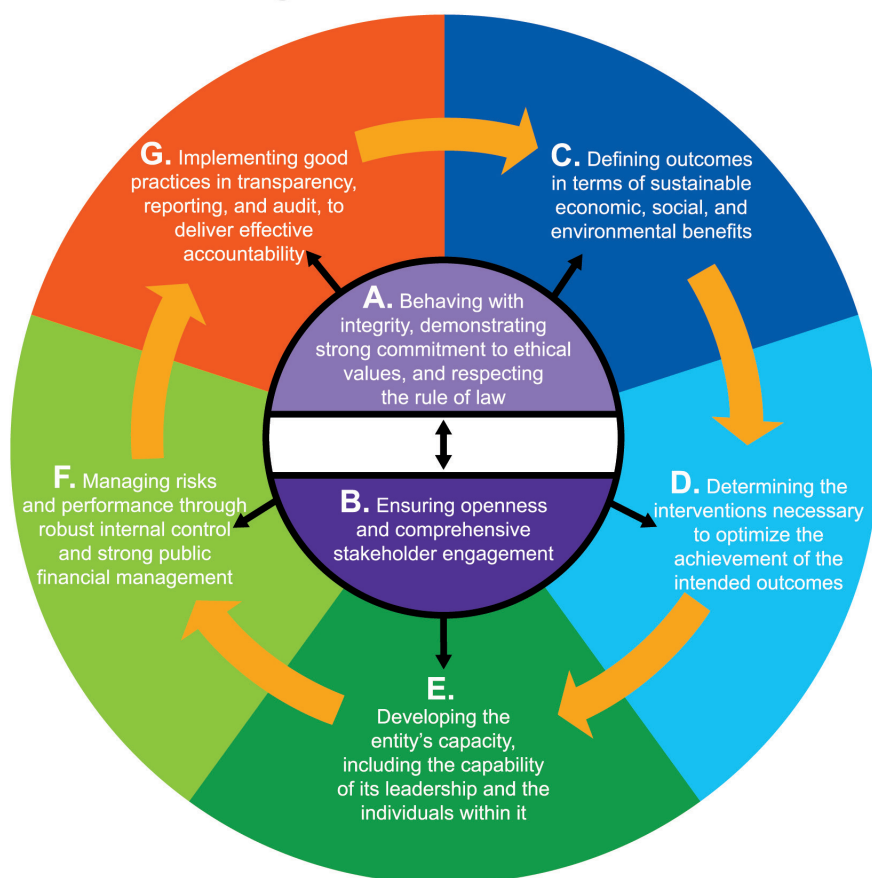 A. Behaving with
integrity, demonstrating
strong commitment to ethical
values, and respecting
the rule of law
B. Ensuring openness
and comprehensive
stakeholder engagement
C. Defining outcomes
in terms of sustainable
economic, social, and
environmental benefits
D. Determining the
interventions necessary
to optimize the
achievement of the
intended outcomes
E.
Developing the
entity’s capacity,
including the capability
of its leadership and the
individuals within it
F. Managing risks
and performance through
robust internal control
and strong public
financial management
G. Implementing good
practices in transparency,
reporting, and audit, to
deliver effective
accountability